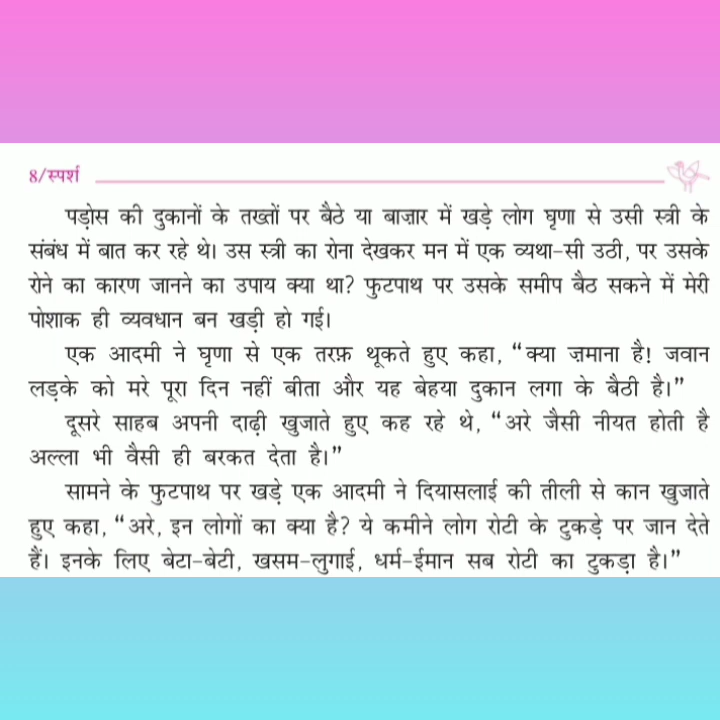 8/स्पर्श
पड़ोस की दुकानों के तख्तों पर बैठे या बाज़ार में खड़े लोग घृणा से उसी स्त्री के
संबंध में बात कर रहे थे। उस स्त्री का रोना देखकर मन में एक व्यथा-सी उठी, पर उसके
रोने का कारण जानने का उपाय क्या था? फुटपाथ पर उसके समीप बैठ सकने में मेरी
पोशाक ही व्यवधान बन खड़ी हो गई।
एक आदमी ने घृणा से एक तरफ़ थूकते हुए कहा, “क्या ज़माना है! जवान
लड़के को मरे पूरा दिन नहीं बीता और यह बेहया दुकान लगा के बैठी है।”
दूसरे साहब अपनी दाढ़ी खुजाते हुए कह रहे थे, “अरे जैसी नीयत होती है
अल्ला भी वैसी ही बरकत देता है।”
सामने के फुटपाथ पर खड़े एक आदमी ने दियासलाई की तीली से कान खुजाते
हुए कहा, “अरे, इन लोगों का क्या है? ये कमीने लोग रोटी के टुकड़े पर जान देते
हैं। इनके लिए बेटा-बेटी, खसम-लुगाई, धर्म-ईमान सब रोटी का टुकड़ा है।”